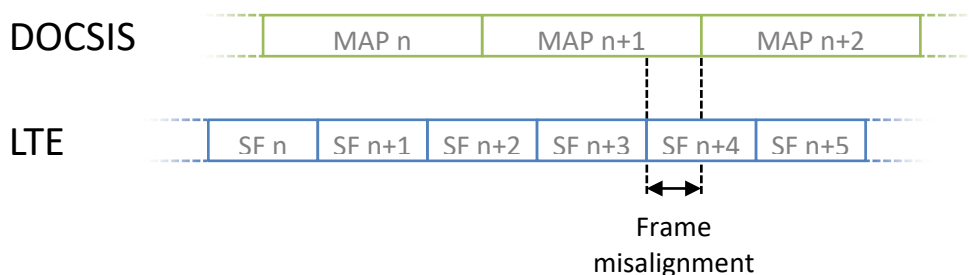 DOCSIS MAP n MAP n+1 MAP n+2
LTE SF n SF n+1 SF n+2 SF n+3 SF n+4 SF n+5
Frame
misalignment